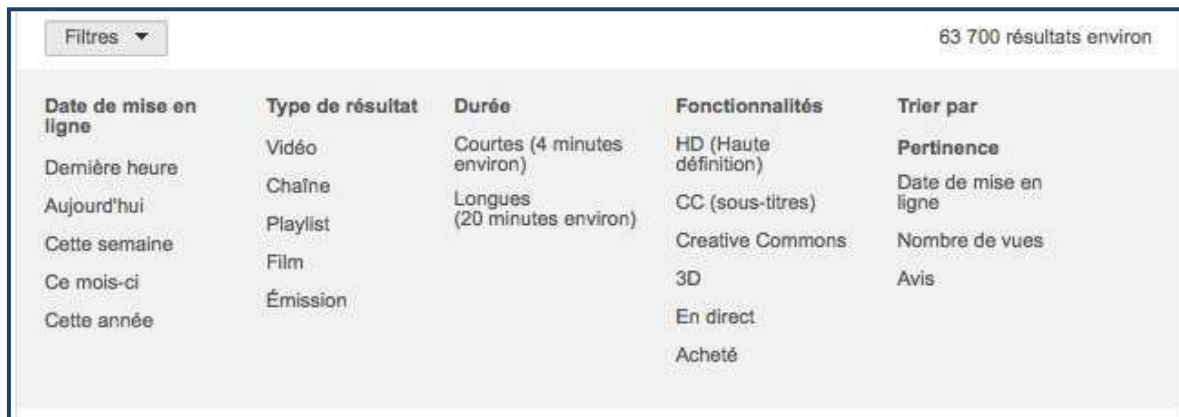 Filtres
63 700 résultats environ
Date de mise en
ligne
Dernière heure
Aujourd'hui
Cette semaine
Ce mois-ci
Cette année
Type de résultat
Vidéo
Chaîne
Playlist
Film
Émission
Durée
Courtes (4 minutes
environ)
Longues
(20 minutes environ)
Fonctionnalités
HD (Haute
définition)
CC (sous-titres)
Creative Commons
3D
En direct
Acheté
Trier par
Pertinence
Date de mise en
ligne
Nombre de vues
Avis